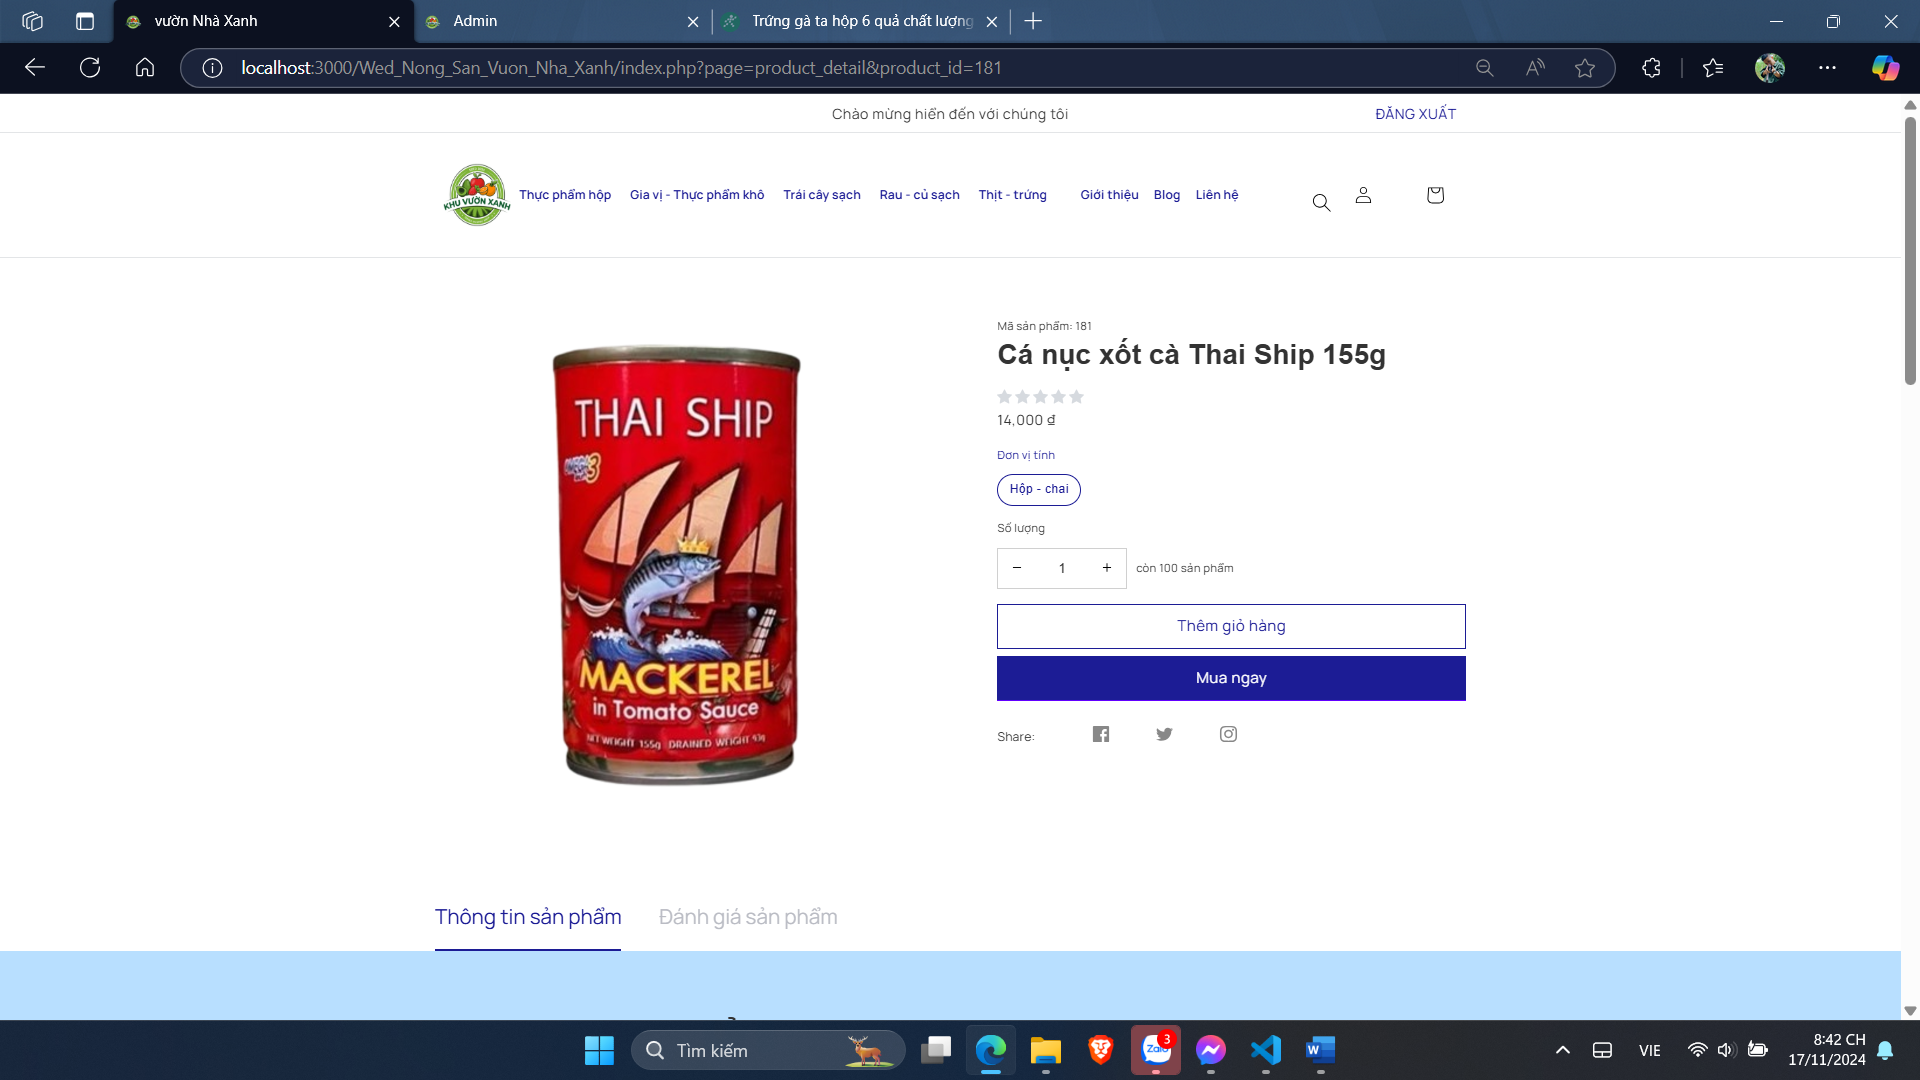 vườn Nhà Xanh
Admin
Trứng gà ta hộp 6 quả chất lượng
localhost:3000/Wed_Nong_San_Vuon_Nha_Xanh/index.php?page=product_detail&product_id=181
Chào mừng hiển đến với chúng tôi
ĐĂNG XUẤT
KHU VƯỜN XANH
Thực phẩm hộp
Gia vị - Thực phẩm khô
Trái cây sạch
Rau - củ sạch
Thịt - trứng
Giới thiệu
Blog
Liên hệ
Mã sản phẩm: 181
Cá nục xốt cà Thai Ship 155g
14,000 ₫
Đơn vị tính
Hộp - chai
Số lượng
− 1 +
còn 100 sản phẩm
Thêm giỏ hàng
Mua ngay
Share:
THAI SHIP
OMEGA 3
MACKEREL
in Tomato Sauce
NET WEIGHT 155g DRAINED WEIGHT 93g
Thông tin sản phẩm
Đánh giá sản phẩm
Tìm kiếm
Zalo
3
W
VIE
8:42 CH
17/11/2024